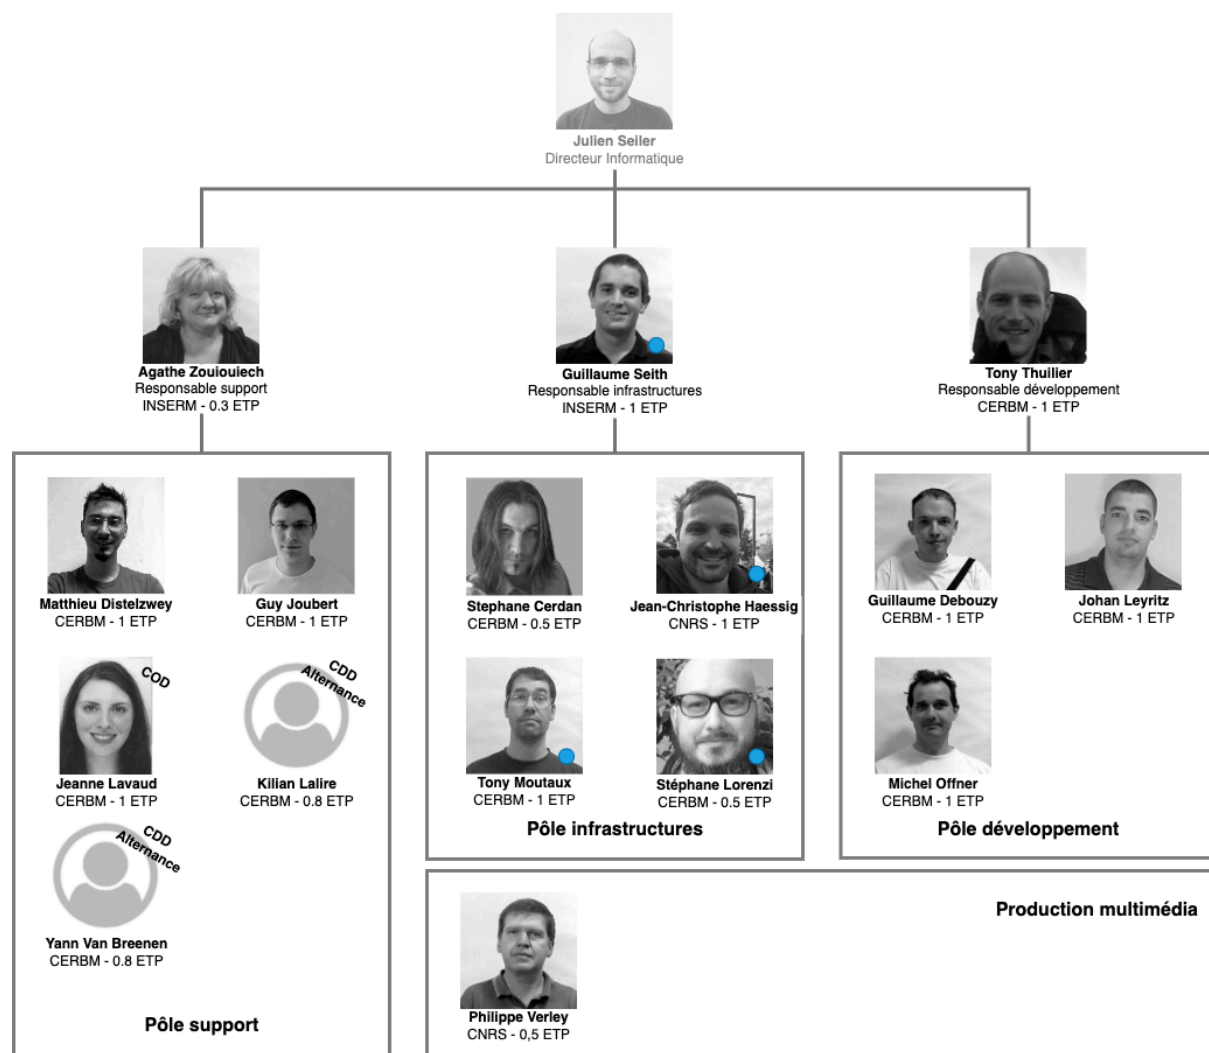 Julien Seiler
Directeur Informatique
Agathe Zouiouiech
Responsable support
INSERM - 0.3 ETP
Guillaume Seith
Responsable infrastructures
INSERM - 1 ETP
Tony Thuilier
Responsable développement
CERBM - 1 ETP
Matthieu Distelzwey
CERBM - 1 ETP
Guy Joubert
CERBM - 1 ETP
COD
Jeanne Lavaud
CERBM - 1 ETP
CDD
Alternance
Kilian Lalire
CERBM - 0.8 ETP
CDD
Alternance
Yann Van Breenen
CERBM - 0.8 ETP
Pôle support
Stephane Cerdan
CERBM - 0.5 ETP
Jean-Christophe Haessig
CNRS - 1 ETP
Tony Moutaux
CERBM - 1 ETP
Stéphane Lorenzi
CERBM - 0.5 ETP
Pôle infrastructures
Guillaume Debouzy
CERBM - 1 ETP
Johan Leyritz
CERBM - 1 ETP
Michel Offner
CERBM - 1 ETP
Pôle développement
Production multimédia
Philippe Verley
CNRS - 0,5 ETP